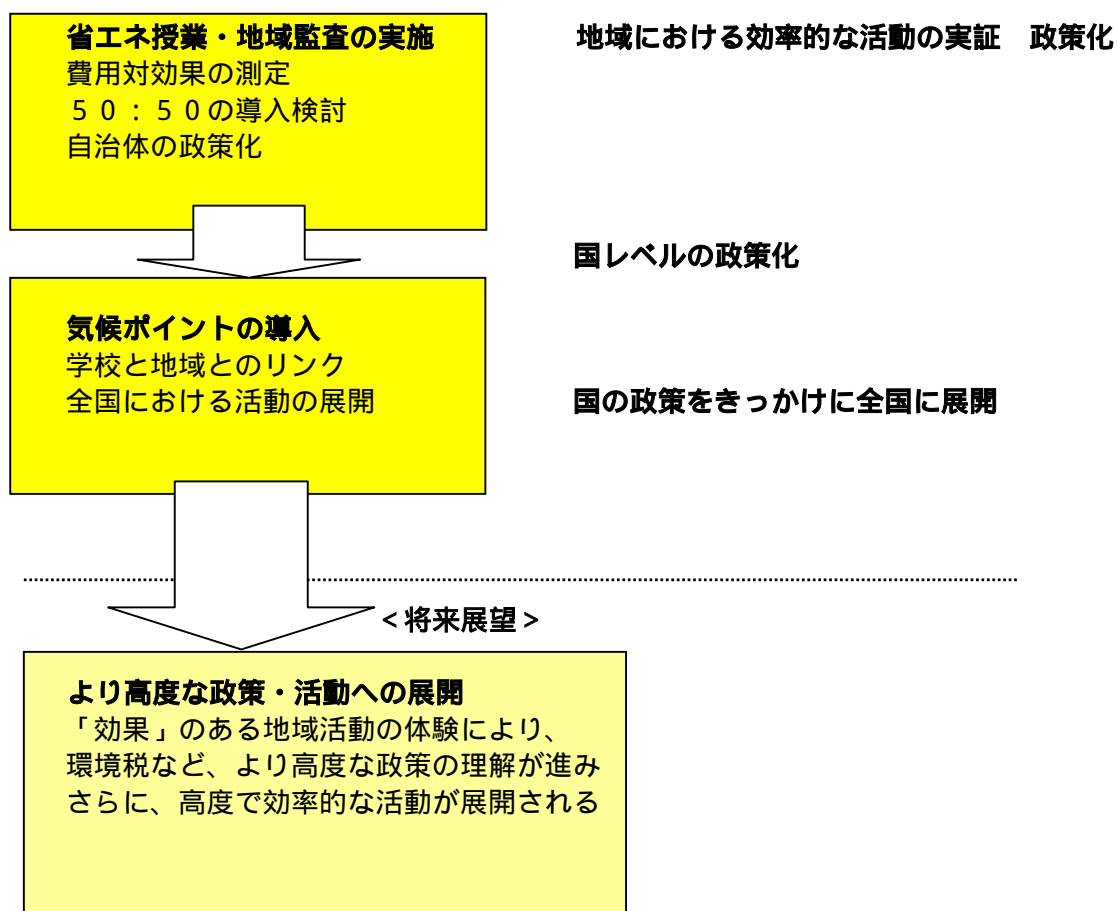 省エネ授業・地域監査の実施
費用対効果の測定
５０：５０の導入検討
自治体の政策化
地域における効率的な活動の実証　政策化
国レベルの政策化
気候ポイントの導入
学校と地域とのリンク
全国における活動の展開
国の政策をきっかけに全国に展開
＜将来展望＞
より高度な政策・活動への展開
「効果」のある地域活動の体験により、
環境税など、より高度な政策の理解が進み
さらに、高度で効率的な活動が展開される